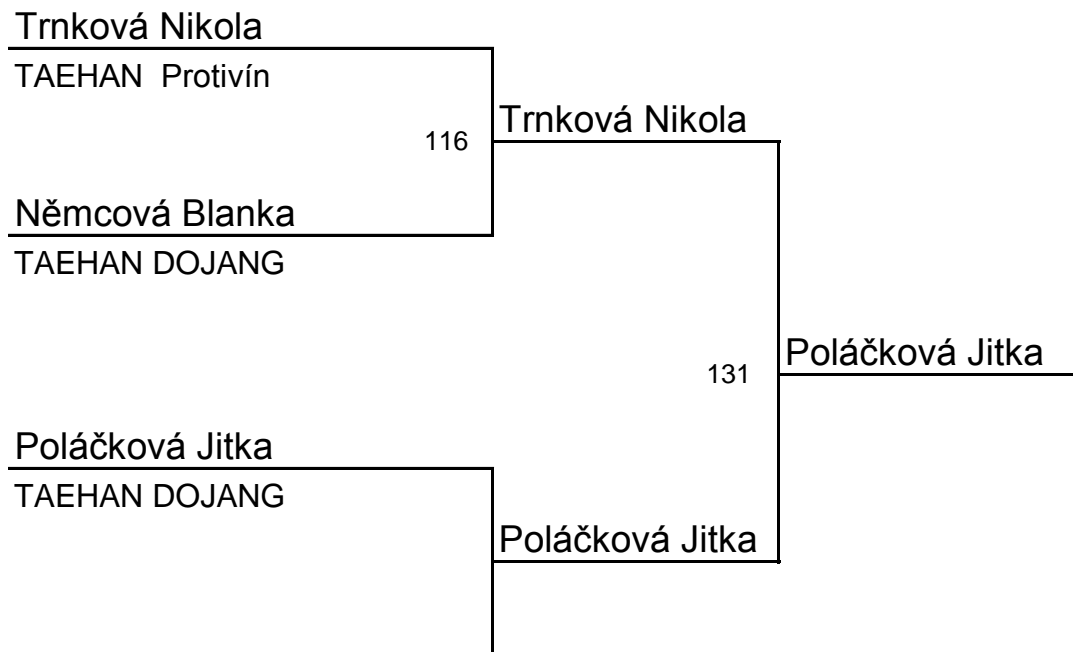 Trnková Nikola
TAEHAN  Protivín
Trnková Nikola
116
Němcová Blanka
TAEHAN DOJANG
Poláčková Jitka
131
Poláčková Jitka
TAEHAN DOJANG
Poláčková Jitka